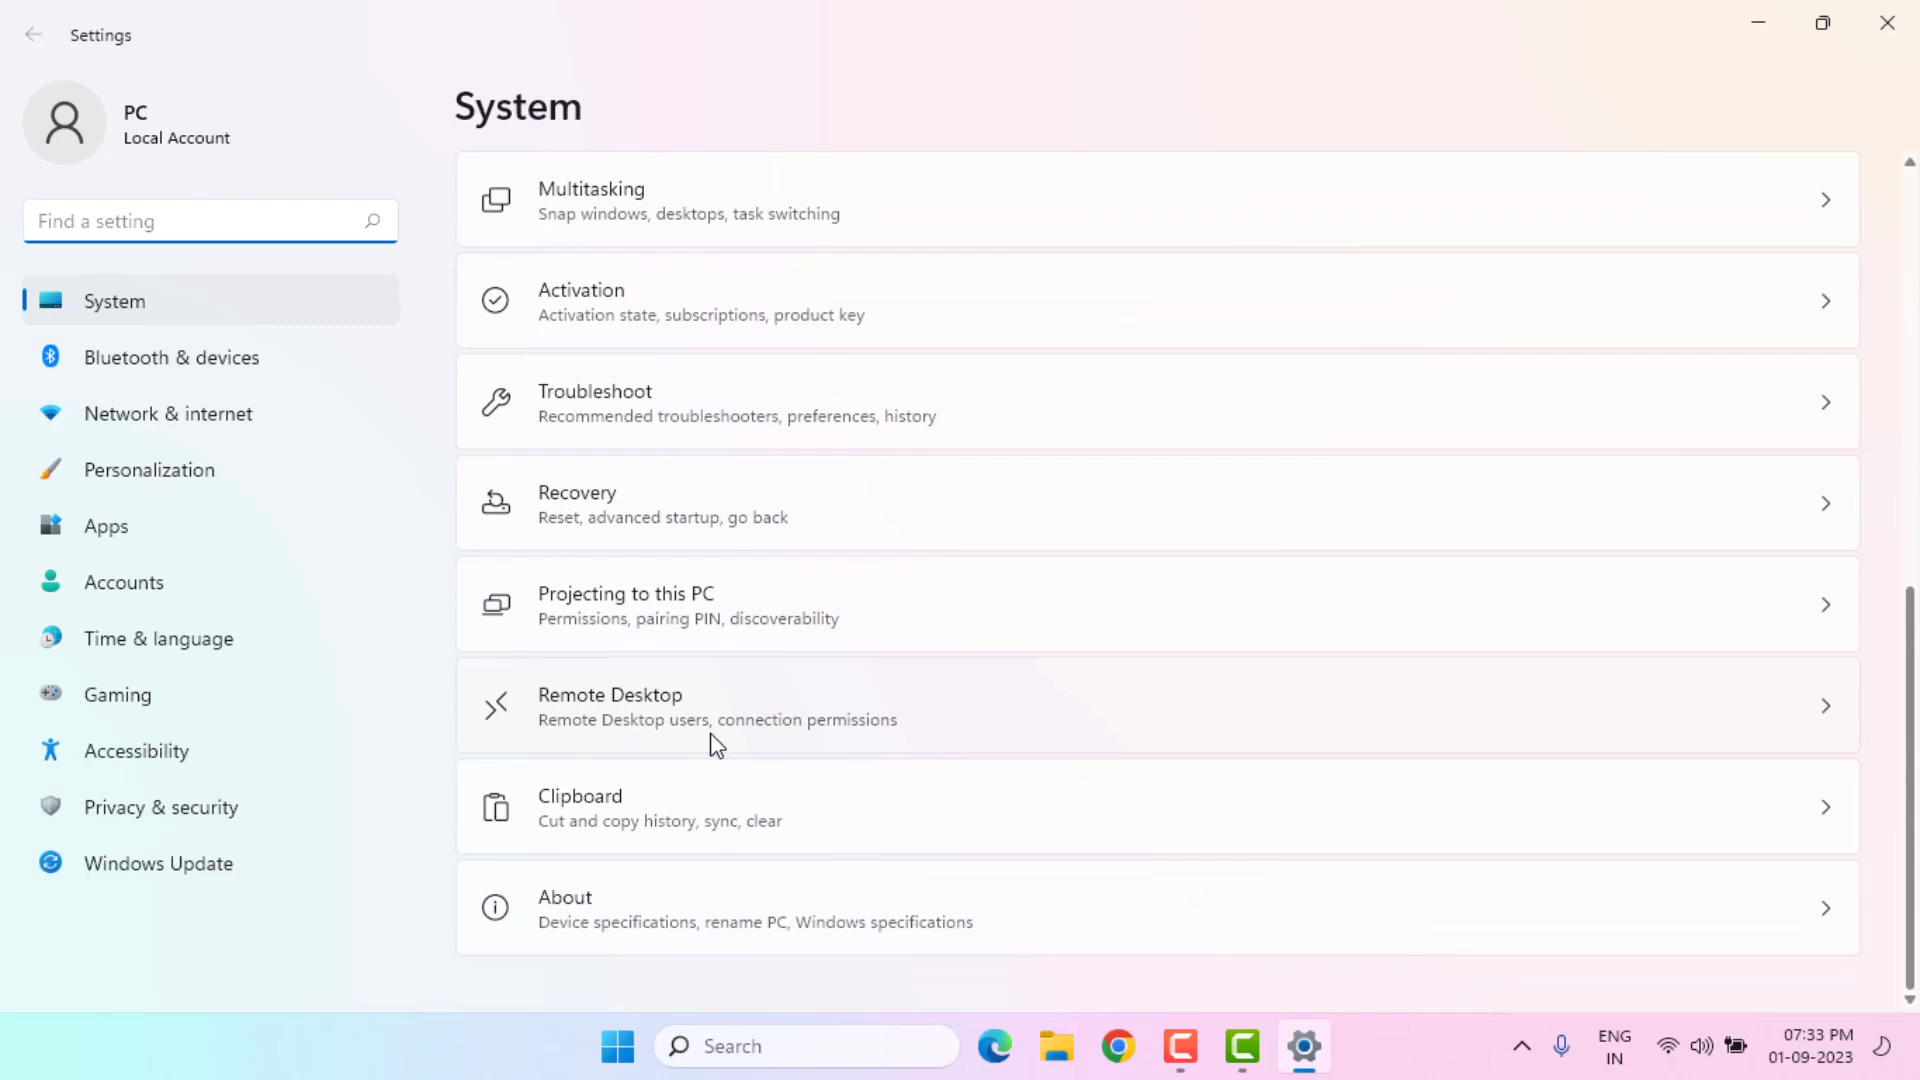 Settings
PC
Local Account
Find a setting
System
Bluetooth & devices
Network & internet
Personalization
Apps
Accounts
Time & language
Gaming
Accessibility
Privacy & security
Windows Update
System
Multitasking
Snap windows, desktops, task switching
Activation
Activation state, subscriptions, product key
Troubleshoot
Recommended troubleshooters, preferences, history
Recovery
Reset, advanced startup, go back
Projecting to this PC
Permissions, pairing PIN, discoverability
Remote Desktop
Remote Desktop users, connection permissions
Clipboard
Cut and copy history, sync, clear
About
Device specifications, rename PC, Windows specifications
Search
ENG
IN
07:33 PM
01-09-2023